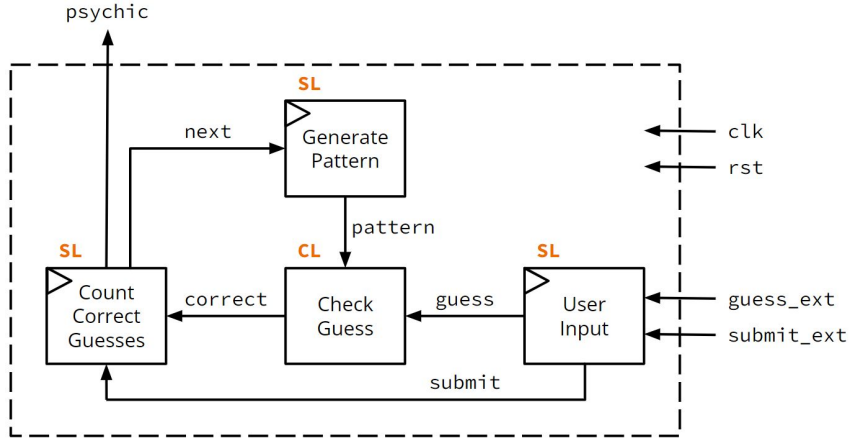 psychic
SL
next
Generate
Pattern
clk
rst
pattern
SL
CL
SL
Count
Correct
Guesses
correct
Check
Guess
guess
User
Input
guess_ext
submit_ext
submit